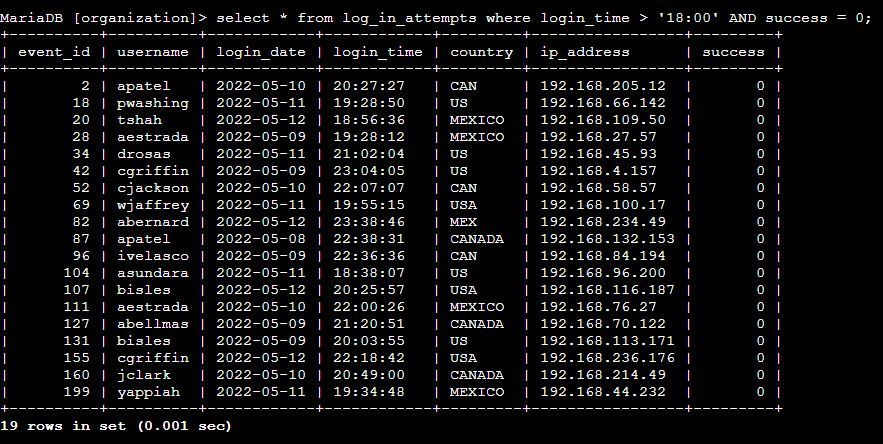 MariaDB [organization]> select * from log_in_attempts where login_time > '18:00' AND success = 0;
+----------+----------+------------+------------+---------+-----------------+---------+
| event_id | username | login_date | login_time | country | ip_address      | success |
+----------+----------+------------+------------+---------+-----------------+---------+
|        2 | apatel   | 2022-05-10 | 20:27:27   | CAN     | 192.168.205.12  |       0 |
|       18 | pwashing | 2022-05-11 | 19:28:50   | US      | 192.168.66.142  |       0 |
|       20 | tshah    | 2022-05-12 | 18:56:36   | MEXICO  | 192.168.109.50  |       0 |
|       28 | aestrada | 2022-05-09 | 19:28:12   | MEXICO  | 192.168.27.57   |       0 |
|       34 | drosas   | 2022-05-11 | 21:02:04   | US      | 192.168.45.93   |       0 |
|       42 | cgriffin | 2022-05-09 | 23:04:05   | US      | 192.168.4.157   |       0 |
|       52 | cjackson | 2022-05-10 | 22:07:07   | CAN     | 192.168.58.57   |       0 |
|       69 | wjaffrey | 2022-05-11 | 19:55:15   | USA     | 192.168.100.17  |       0 |
|       82 | abernard | 2022-05-12 | 23:38:46   | MEX     | 192.168.234.49  |       0 |
|       87 | apatel   | 2022-05-08 | 22:38:31   | CANADA  | 192.168.132.153 |       0 |
|       96 | ivelasco | 2022-05-09 | 22:36:36   | CAN     | 192.168.84.194  |       0 |
|      104 | asundara | 2022-05-11 | 18:38:07   | US      | 192.168.96.200  |       0 |
|      107 | bisles   | 2022-05-12 | 20:25:57   | USA     | 192.168.116.187 |       0 |
|      111 | aestrada | 2022-05-10 | 22:00:26   | MEXICO  | 192.168.76.27   |       0 |
|      127 | abellmas | 2022-05-09 | 21:20:51   | CANADA  | 192.168.70.122  |       0 |
|      131 | bisles   | 2022-05-09 | 20:03:55   | US      | 192.168.113.171 |       0 |
|      155 | cgriffin | 2022-05-12 | 22:18:42   | USA     | 192.168.236.176 |       0 |
|      160 | jclark   | 2022-05-10 | 20:49:00   | CANADA  | 192.168.214.49  |       0 |
|      199 | yappiah  | 2022-05-11 | 19:34:48   | MEXICO  | 192.168.44.232  |       0 |
+----------+----------+------------+------------+---------+-----------------+---------+
19 rows in set (0.001 sec)